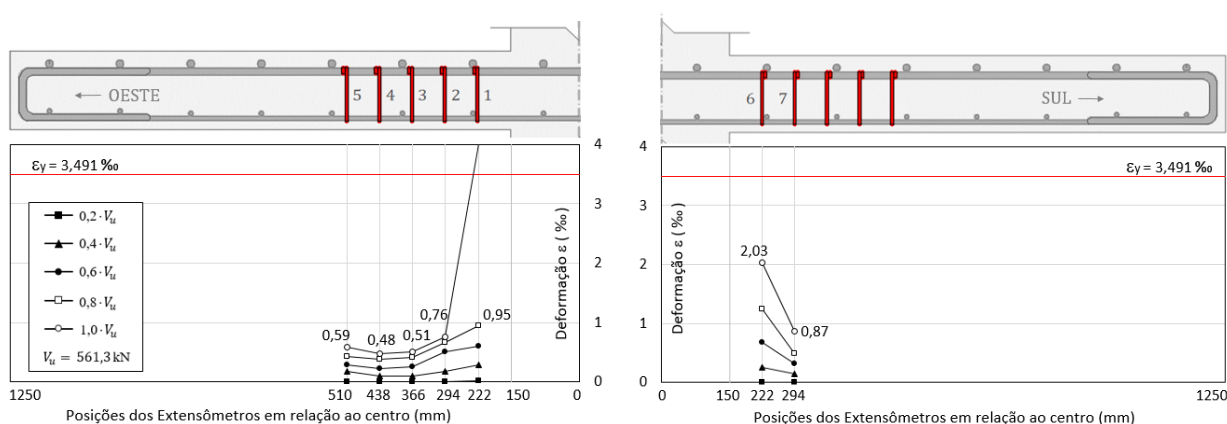 OESTE
5 4 3 2 1
εy = 3,491 ‰
0,2·Vu
0,4·Vu
0,6·Vu
0,8·Vu
1,0·Vu
Vu = 561,3 kN
0,59
0,48
0,51
0,76
0,95
4
3
2
1
0
Deformação ε ( ‰)
1250 510 438 366 294 222 150 0
Posições dos Extensômetros em relação ao centro (mm)
6 7
SUL
εy = 3,491 ‰
4
3
2
1
0
Deformação ε ( ‰)
2,03
0,87
0 150 222 294 1250
Posições dos Extensômetros em relação ao centro (mm)